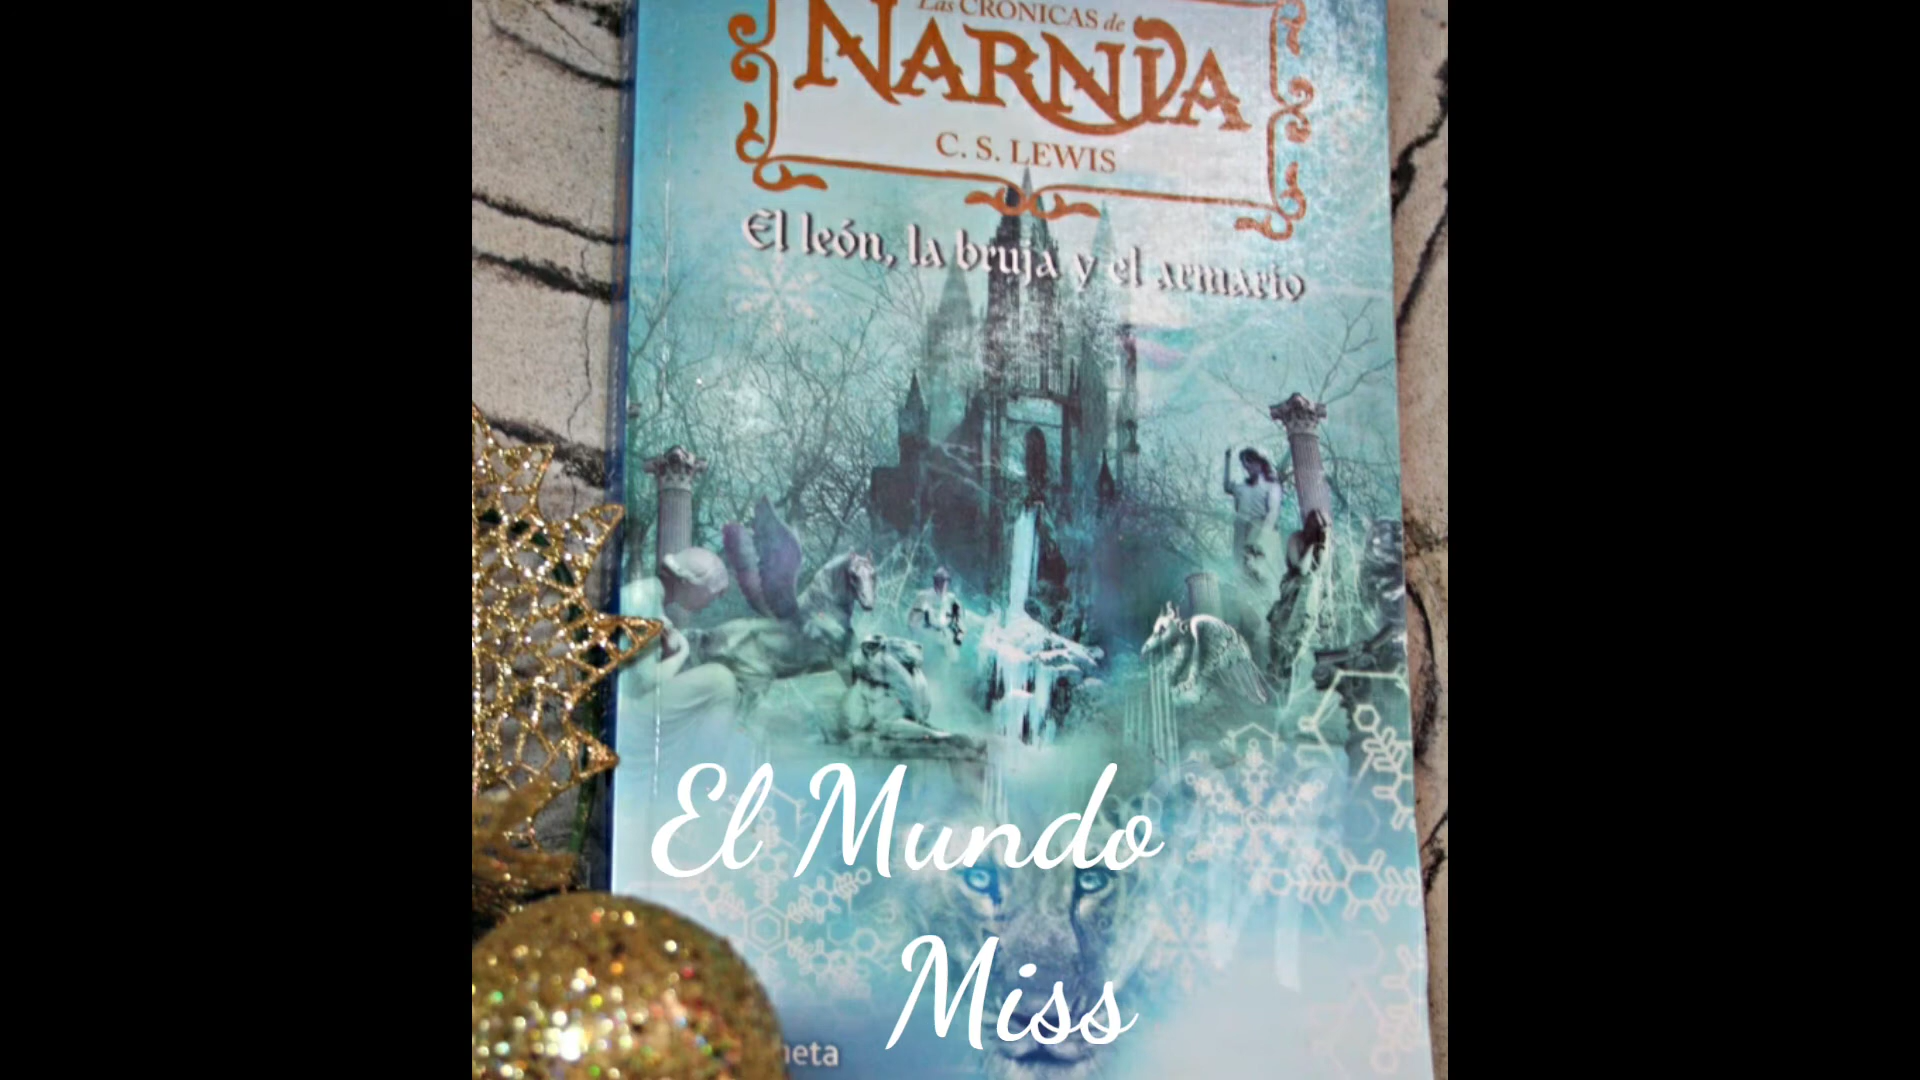 Las CRÓNICAS de
NARNIA
C. S. LEWIS
El león, la bruja y el armario
El Mundo
Miss